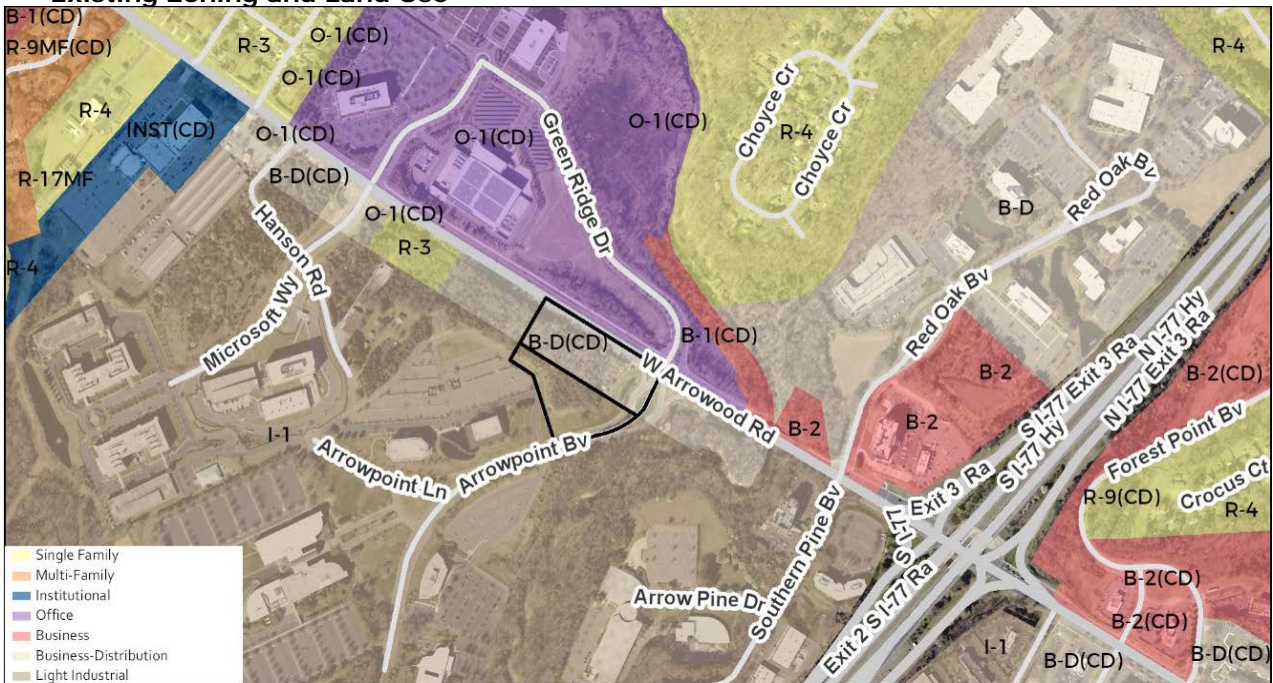 Existing Zoning and Land Use
B-1(CD)
R-9MF(CD)
R-3
O-1(CD)
O-1(CD)
R-4
R-4
INST(CD)
O-1(CD)
O-1(CD)
Green Ridge Dr
O-1(CD)
Choyce Cr
R-4
Choyce Cr
R-17MF
B-D(CD)
Red Oak Bv
B-D
Hanson Rd
O-1(CD)
R-3
R-4
Microsoft Wy
Red Oak Bv
B-D(CD)
B-1(CD)
W Arrowood Rd
B-2
S I-77 Exit 3 Ra
N I-77 Hy
N I-77 Exit 3 Ra
S I-77 Hy
B-2(CD)
I-1
B-2
B-2
Forest Point Bv
Arrowpoint Ln
Arrowpoint Bv
Exit 3 Ra
S I-77
R-9(CD)
Crocus Ct
R-4
Southern Pine Bv
Arrow Pine Dr
Exit 2 S I-77 Ra
B-2(CD)
B-2(CD)
I-1
B-D(CD)
B-D(CD)
Single Family
Multi-Family
Institutional
Office
Business
Business-Distribution
Light Industrial